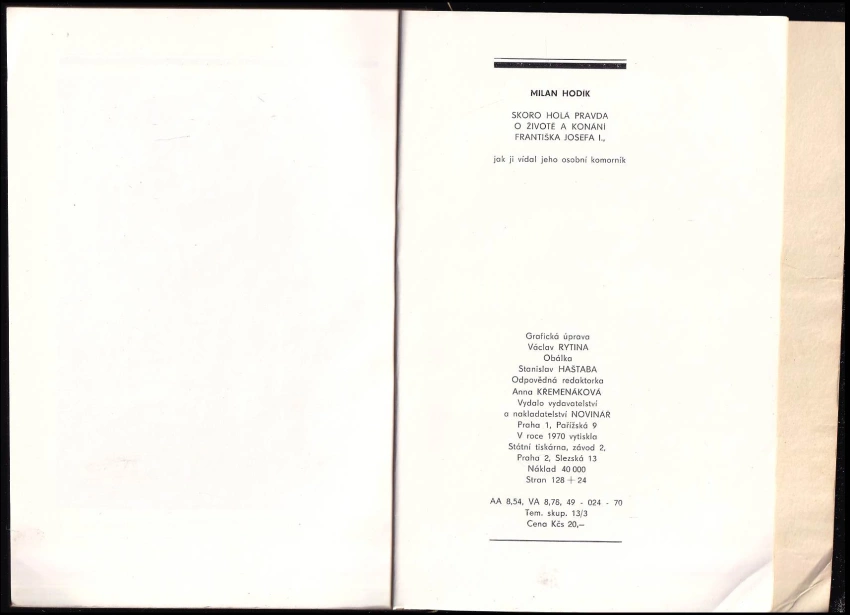 MILAN HODÍK
SKORO HOLÁ PRAVDA
O ŽIVOTĚ A KONÁNÍ
FRANTIŠKA JOSEFA I.,
jak ji vídal jeho osobní komorník
Grafická úprava
Václav RYTINA
Obálka
Stanislav HAŠTABA
Odpovědná redaktorka
Anna KŘEMENÁKOVÁ
Vydalo vydavatelství
a nakladatelství NOVINÁŘ
Praha 1, Pařížská 9
V roce 1970 vytiskla
Státní tiskárna, závod 2,
Praha 2, Slezská 13
Náklad 40 000
Stran 128 + 24
AA 8,54, VA 8,78, 49 - 024 - 70
Tem. skup. 13/3
Cena Kčs 20,—